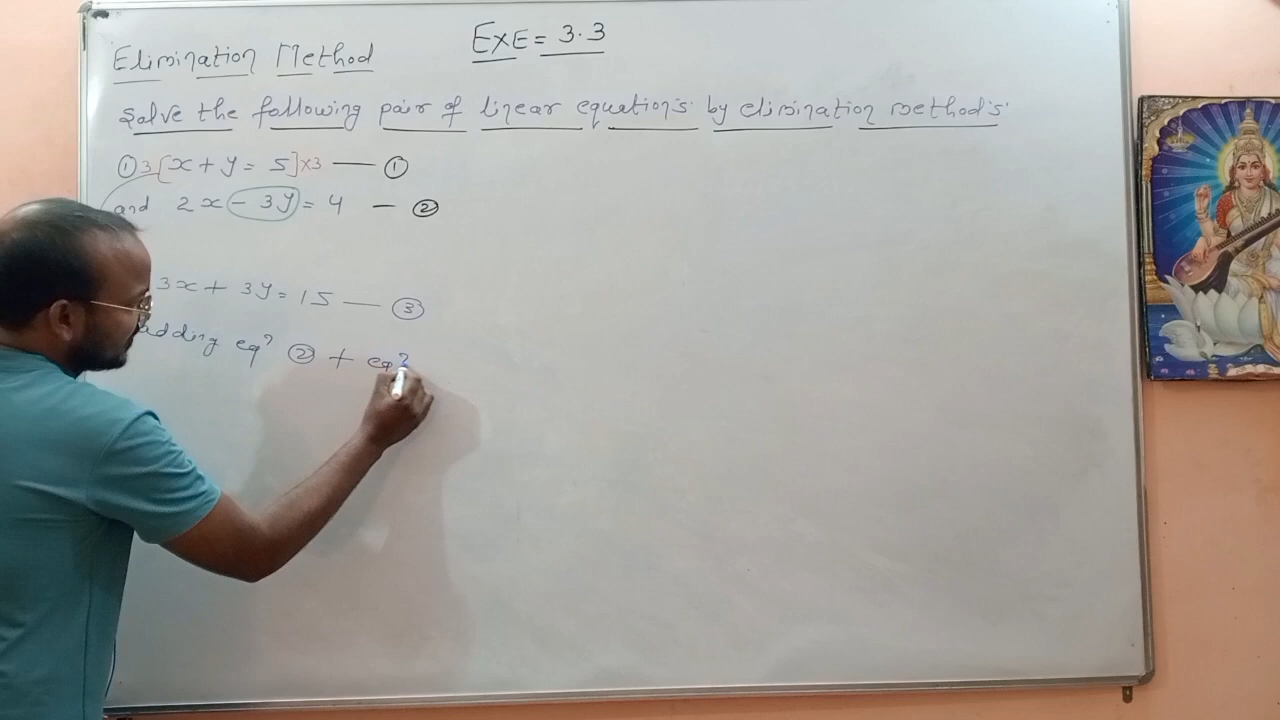 Elimination Method
EXE = 3.3
Solve the following pair of linear equations by elimination method's
① 3[x + y = 5]×3 — ①
and 2x - 3y = 4 - ②
3x + 3y = 15 — ③
adding eqⁿ ② + eqⁿ